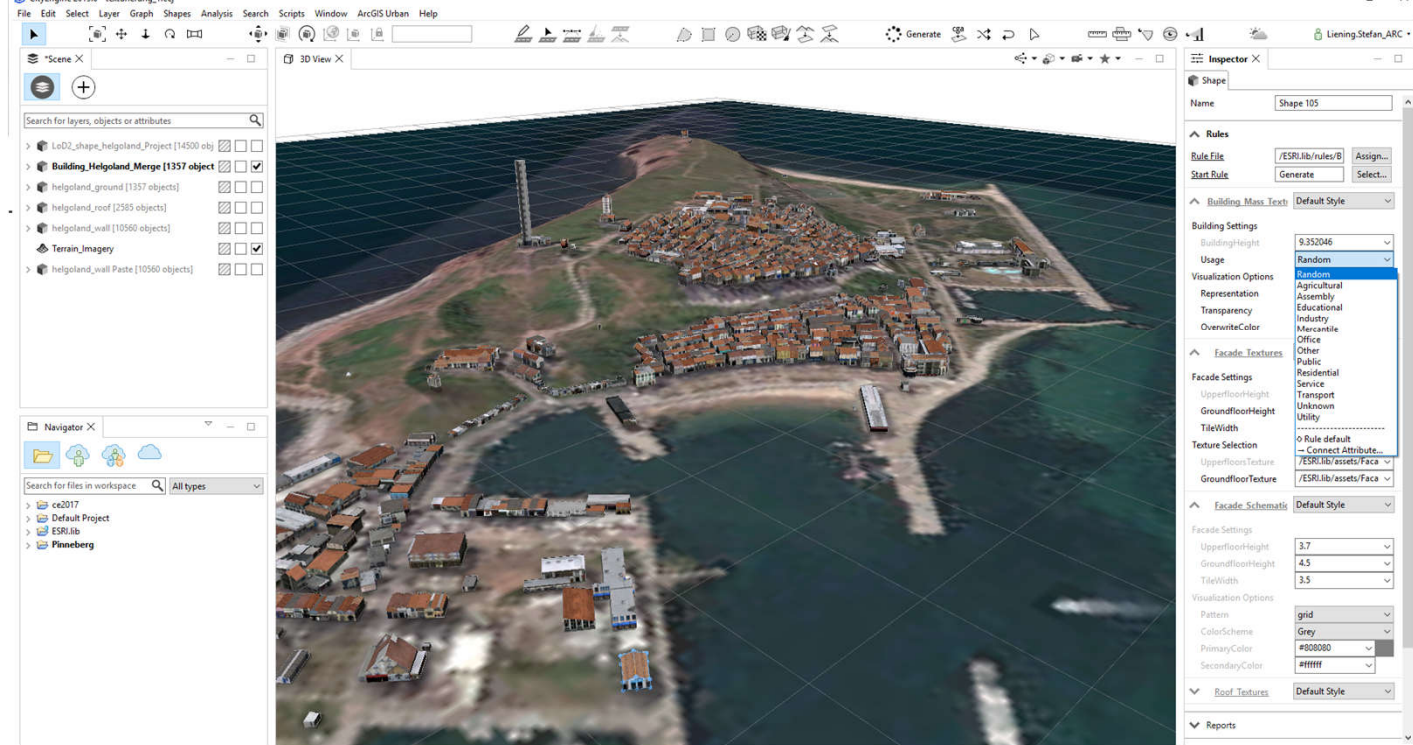 File Edit Select Layer Graph Shapes Analysis Search Scripts Window ArcGIS Urban Help
Generate
Liening.Stefan_ARC
*Scene
Search for layers, objects or attributes
LoD2_shape_helgoland_Project [14500 obj
Building_Helgoland_Merge [1357 object
helgoland_ground [1357 objects]
helgoland_roof [2585 objects]
helgoland_wall [10560 objects]
Terrain_Imagery
helgoland_wall Paste [10560 objects]
Navigator
Search for files in workspace
All types
ce2017
Default Project
ESRI.lib
Pinneberg
3D View
Inspector
Shape
Name Shape 105
Rules
Rule File /ESRI.lib/rules/B Assign...
Start Rule Generate Select...
Building Mass Text Default Style
Building Settings
BuildingHeight 9.352046
Usage Random
Visualization Options
Representation
Transparency
OverwriteColor
Random
Agricultural
Assembly
Educational
Industry
Mercantile
Office
Other
Public
Residential
Service
Transport
Unknown
Utility
------------------------
◊ Rule default
→ Connect Attribute...
Facade Textures
Facade Settings
UpperfloorHeight
GroundfloorHeight
TileWidth
Texture Selection
UpperfloorsTexture /ESRI.lib/assets/Faca
GroundfloorTexture /ESRI.lib/assets/Faca
Facade Schematic Default Style
Facade Settings
UpperfloorHeight 3.7
GroundfloorHeight 4.5
TileWidth 3.5
Visualization Options
Pattern grid
ColorScheme Grey
PrimaryColor #808080
SecondaryColor #ffffff
Roof Textures Default Style
Reports